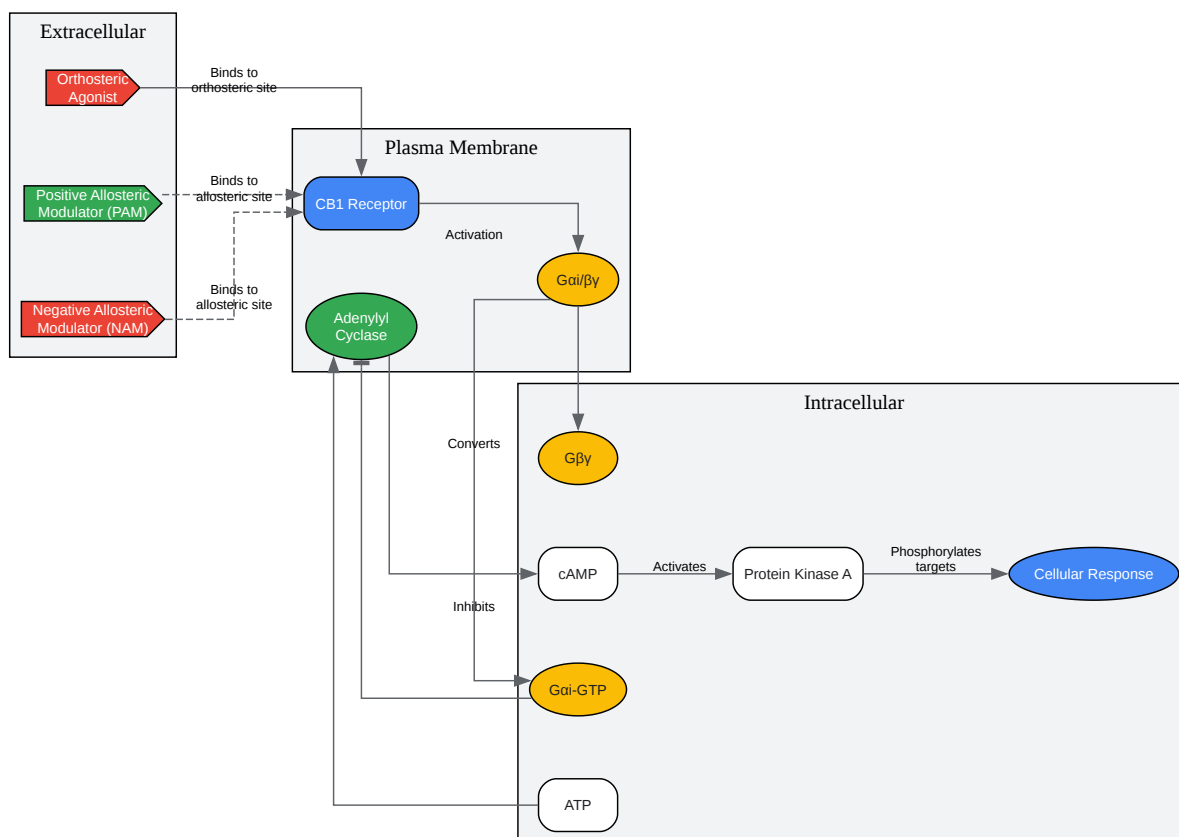 Extracellular
Orthosteric
Agonist
Binds to
orthosteric site
Plasma Membrane
Positive Allosteric
Modulator (PAM)
Binds to
allosteric site
CB1 Receptor
Activation
Gαi/βγ
Negative Allosteric
Modulator (NAM)
Binds to
allosteric site
Adenylyl
Cyclase
Intracellular
Converts
Gβγ
cAMP
Activates
Protein Kinase A
Phosphorylates
targets
Cellular Response
Inhibits
Gαi-GTP
ATP